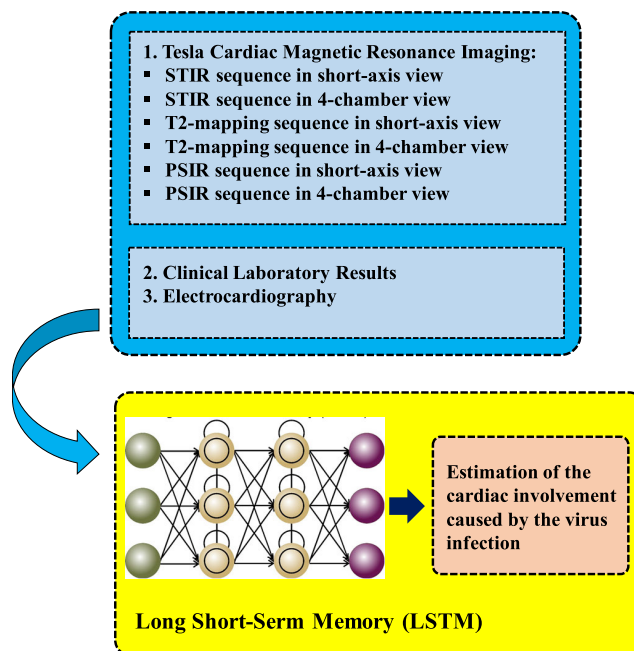 1. Tesla Cardiac Magnetic Resonance Imaging:
▪ STIR sequence in short-axis view
▪ STIR sequence in 4-chamber view
▪ T2-mapping sequence in short-axis view
▪ T2-mapping sequence in 4-chamber view
▪ PSIR sequence in short-axis view
▪ PSIR sequence in 4-chamber view
2. Clinical Laboratory Results
3. Electrocardiography
Estimation of the
cardiac involvement
caused by the virus
infection
Long Short-Serm Memory (LSTM)